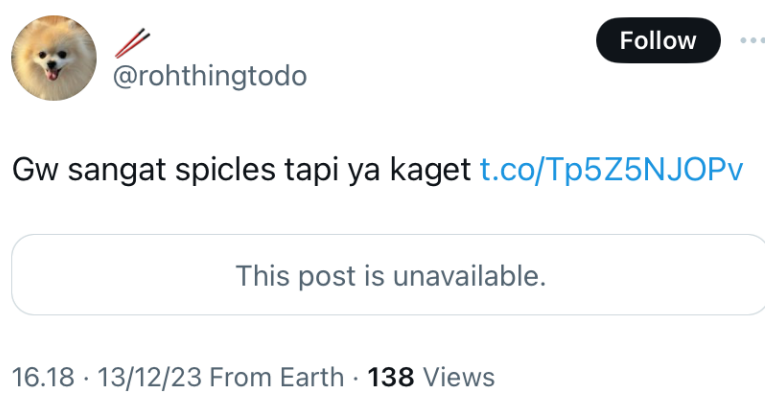 🥢
Follow
@rohthingtodo
Gw sangat spicles tapi ya kaget t.co/Tp5Z5NJOPv
This post is unavailable.
16.18 · 13/12/23 From Earth · 138 Views